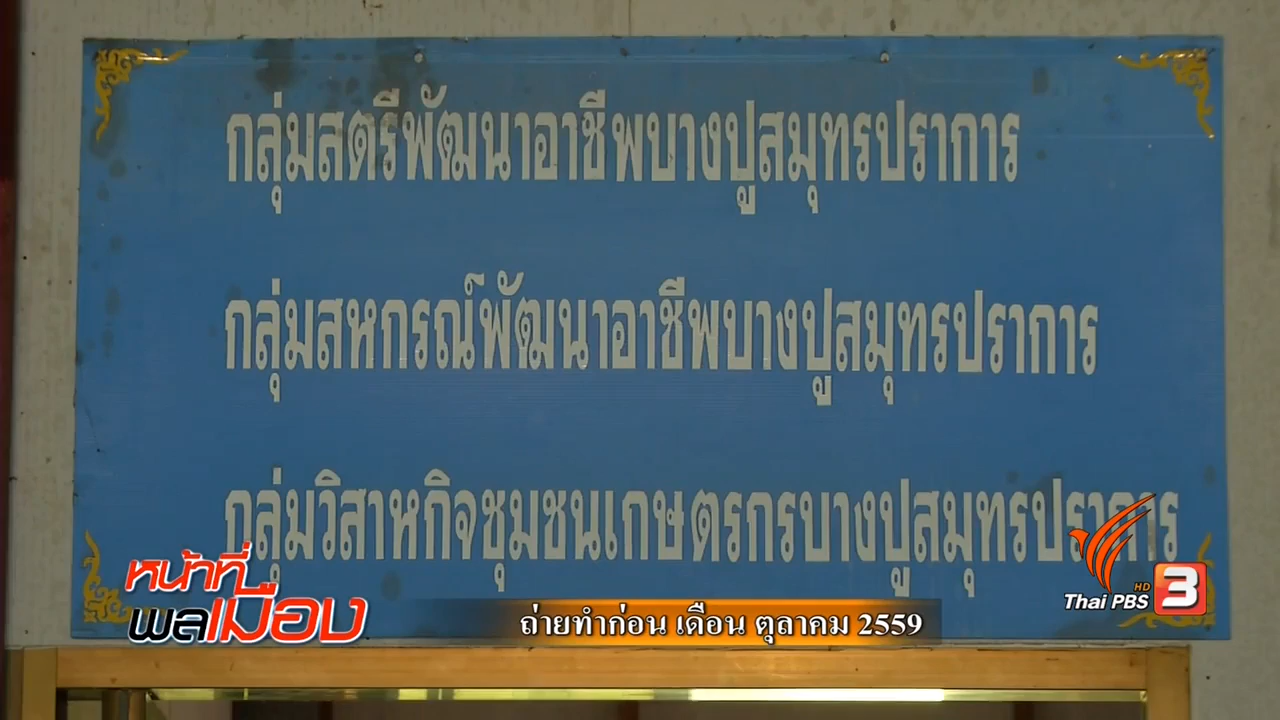 กลุ่มสตรีพัฒนาอาชีพบางปูสมุทรปราการ
กลุ่มสหกรณ์พัฒนาอาชีพบางปูสมุทรปราการ
กลุ่มวิสาหกิจชุมชนเกษตรกรบางปูสมุทรปราการ
หน้าที่
พลเมือง
ถ่ายทำก่อน เดือน ตุลาคม 2559
HD
Thai PBS 3